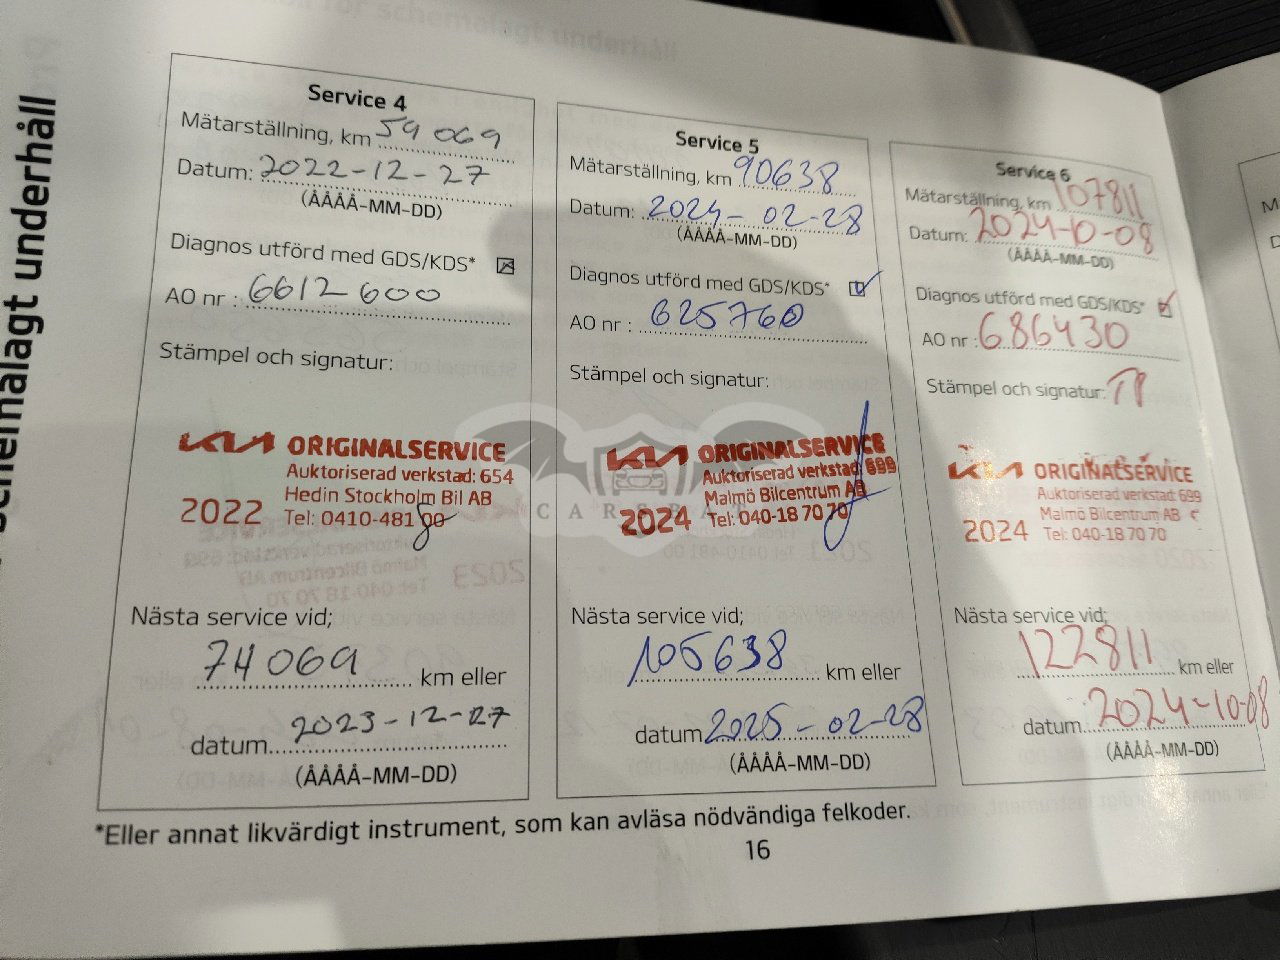 schemalagt underhåll
Service 4
Mätarställning, km 59 069
Datum: 2022-12-27
(ÅÅÅÅ-MM-DD)
Diagnos utförd med GDS/KDS*
AO nr : 6612600
Stämpel och signatur:
KIA ORIGINALSERVICE
Auktoriserad verkstad: 654
Hedin Stockholm Bil AB
2022 Tel: 0410-481 00
Nästa service vid;
74069 km eller
datum 2023-12-27
(ÅÅÅÅ-MM-DD)
Service 5
Mätarställning, km 90638
Datum: 2024-02-28
(ÅÅÅÅ-MM-DD)
Diagnos utförd med GDS/KDS*
AO nr : 625760
Stämpel och signatur:
KIA ORIGINALSERVICE
Auktoriserad verkstad: 699
Malmö Bilcentrum AB
2024 Tel: 040-18 70 70
Nästa service vid;
105638 km eller
datum 2025-02-28
(ÅÅÅÅ-MM-DD)
Service 6
Mätarställning, km 107811
Datum: 2024-10-08
(ÅÅÅÅ-MM-DD)
Diagnos utförd med GDS/KDS*
AO nr : 686430
Stämpel och signatur:
KIA ORIGINALSERVICE
Auktoriserad verkstad: 699
Malmö Bilcentrum AB
2024 Tel: 040-18 70 70
Nästa service vid;
122811 km eller
datum 2024-10-08
(ÅÅÅÅ-MM-DD)
*Eller annat likvärdigt instrument, som kan avläsa nödvändiga felkoder.
16